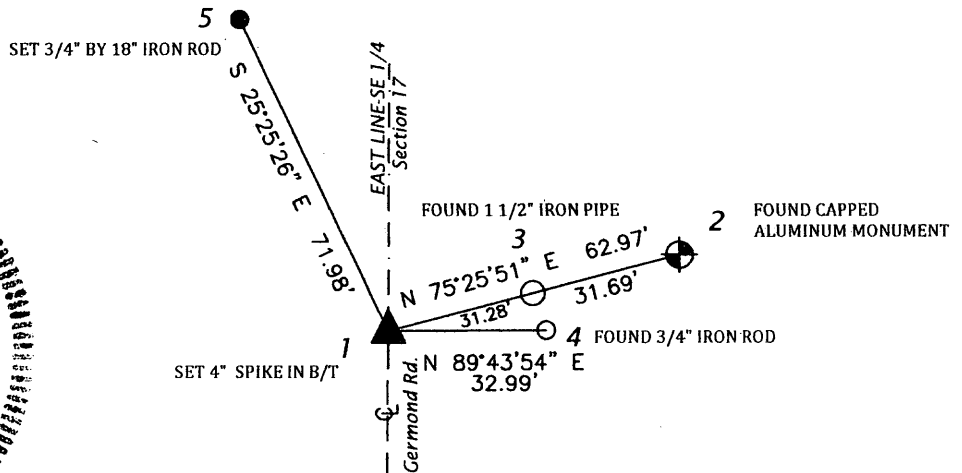 5
SET 3/4" BY 18" IRON ROD
S 25°25'26" E 71.98'
EAST LINE-SE 1/4
Section 17
FOUND 1 1/2" IRON PIPE
3
2
FOUND CAPPED
ALUMINUM MONUMENT
N 75°25'51" E 62.97'
31.28'
31.69'
1
SET 4" SPIKE IN B/T
4
FOUND 3/4" IRON ROD
N 89°43'54" E
32.99'
℄ Germond Rd.